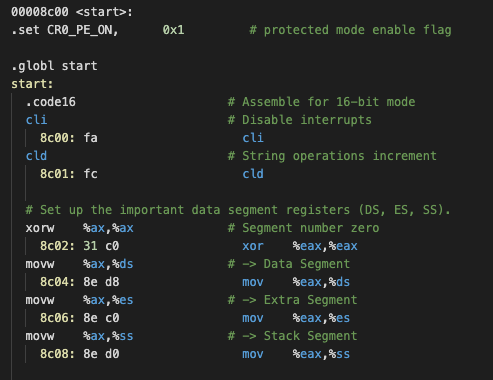 00008c00 <start>:
.set CR0_PE_ON,      0x1         # protected mode enable flag

.globl start
start:
  .code16                     # Assemble for 16-bit mode
  cli                         # Disable interrupts
    8c00: fa                    cli
  cld                         # String operations increment
    8c01: fc                    cld

  # Set up the important data segment registers (DS, ES, SS).
  xorw    %ax,%ax             # Segment number zero
    8c02: 31 c0                 xor    %eax,%eax
  movw    %ax,%ds             # -> Data Segment
    8c04: 8e d8                 mov    %eax,%ds
  movw    %ax,%es             # -> Extra Segment
    8c06: 8e c0                 mov    %eax,%es
  movw    %ax,%ss             # -> Stack Segment
    8c08: 8e d0                 mov    %eax,%ss